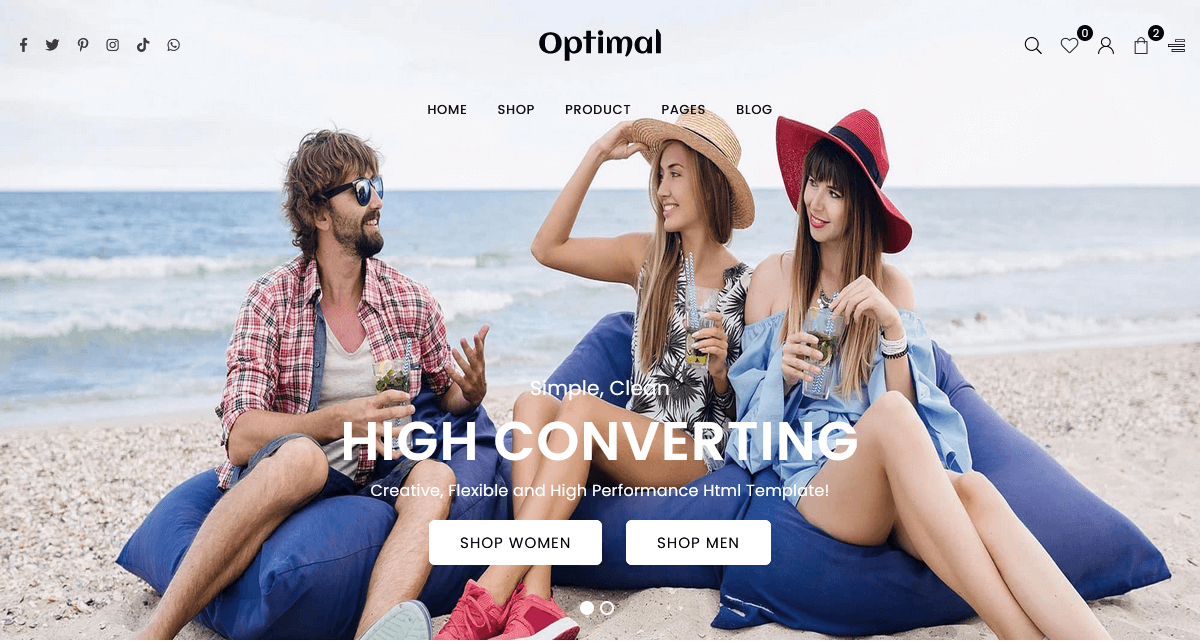 Optimal
0
2
HOME SHOP PRODUCT PAGES BLOG
Simple, Clean
HIGH CONVERTING
Creative, Flexible and High Performance Html Template!
SHOP WOMEN SHOP MEN